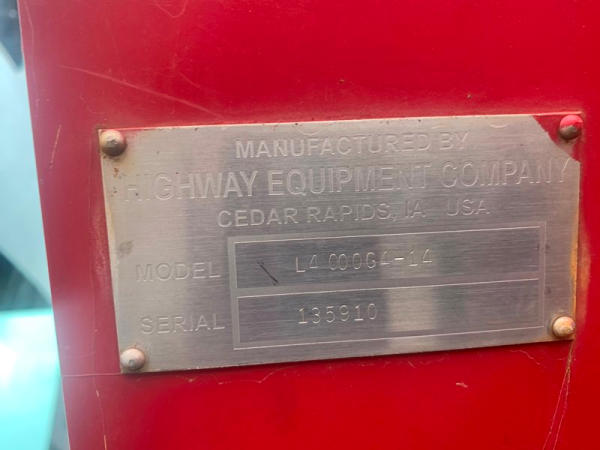 MANUFACTURED BY
HIGHWAY EQUIPMENT COMPANY
CEDAR RAPIDS, IA USA
MODEL L4000G4-14
SERIAL 135910